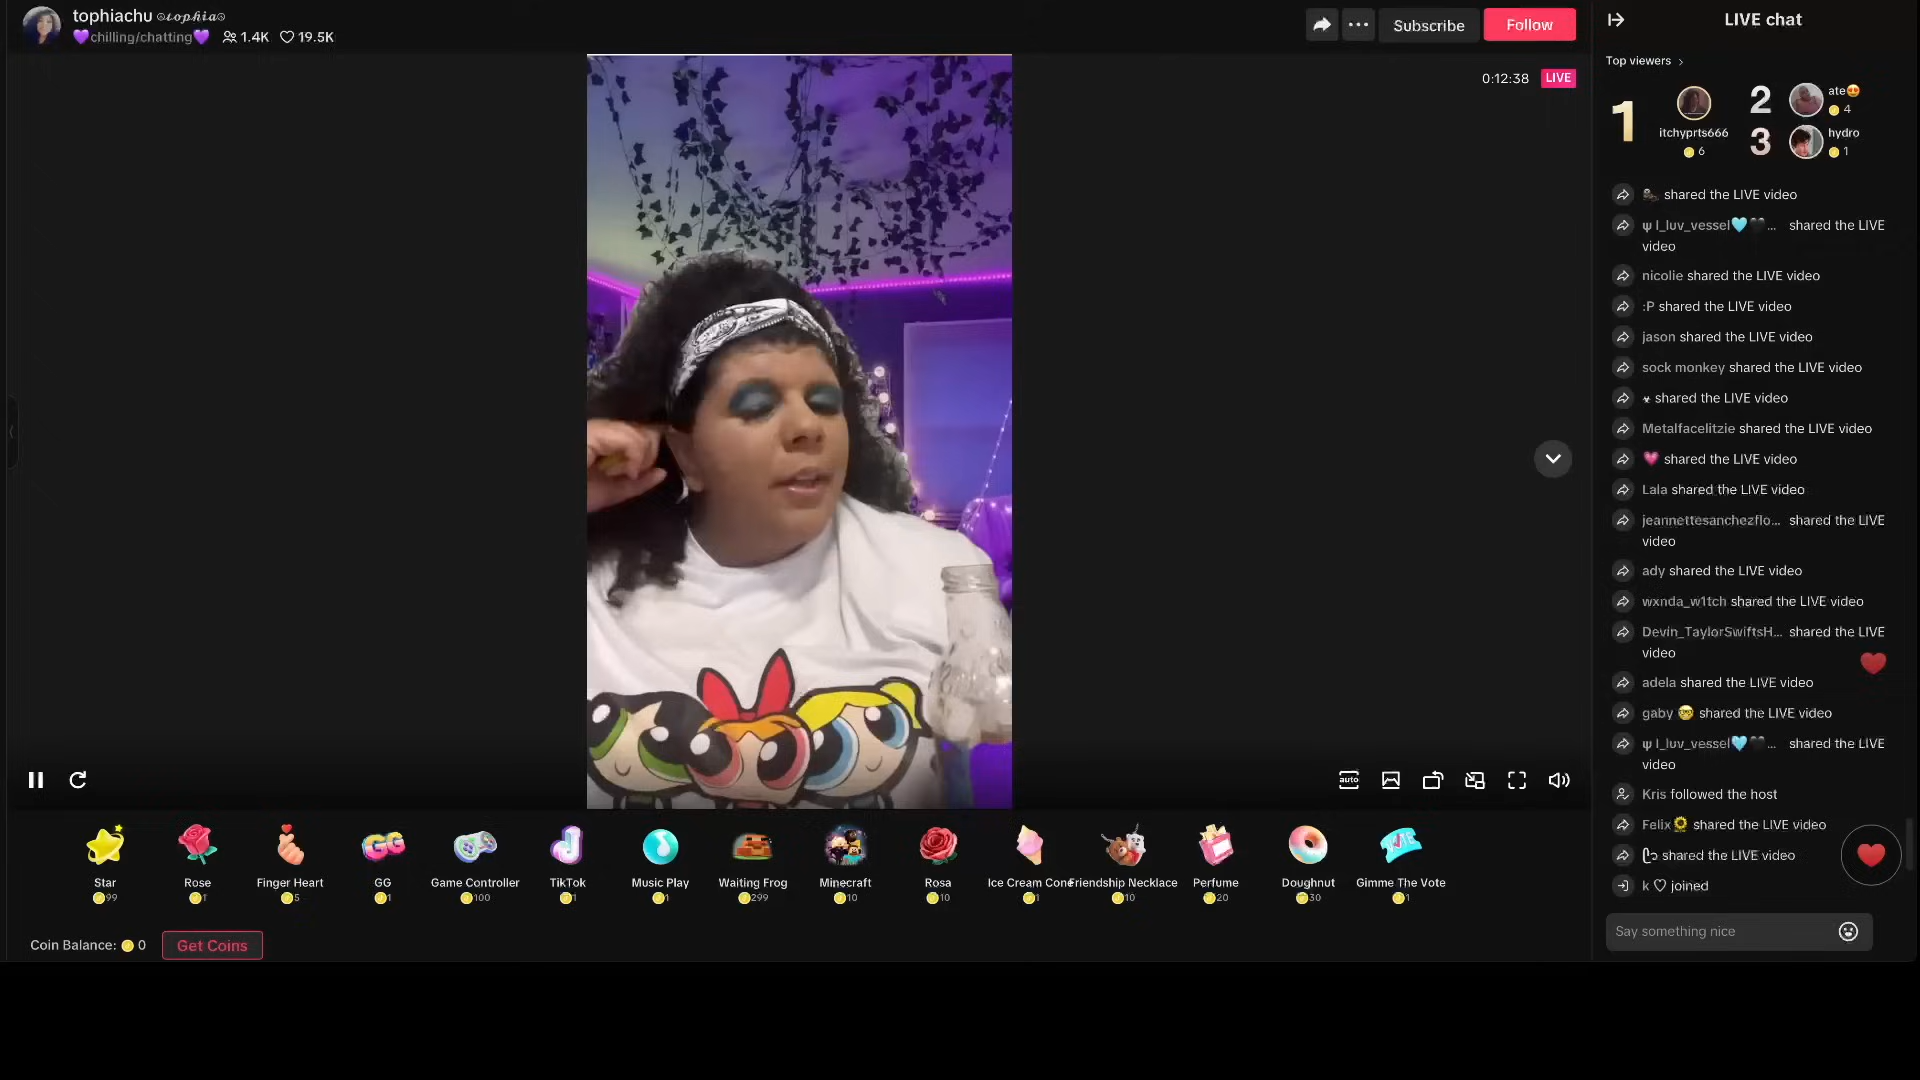 tophiachu ☮𝓽𝓸𝓹𝓱𝓲𝓪☮
💜chilling/chatting💜 1.4K 19.5K
Subscribe
Follow
0:12:38 LIVE
LIVE chat
Top viewers
1
itchyprts666
6
2
ate😍
4
3
hydro
1
🦦 shared the LIVE video
ψ I_luv_vessel🩵🖤... shared the LIVE
video
nicolie shared the LIVE video
:P shared the LIVE video
jason shared the LIVE video
sock monkey shared the LIVE video
shared the LIVE video
Metalfacelitzie shared the LIVE video
💗 shared the LIVE video
Lala shared the LIVE video
jeannettesanchezflo... shared the LIVE
video
ady shared the LIVE video
wxnda_w1tch shared the LIVE video
Devin_TaylorSwiftsH... shared the LIVE
video
adela shared the LIVE video
gaby 🤓 shared the LIVE video
ψ I_luv_vessel🩵🖤... shared the LIVE
video
Kris followed the host
Felix🌻 shared the LIVE video
shared the LIVE video
k ♡ joined
Say something nice
auto
Star
99
Rose
1
Finger Heart
5
GG
GG
1
Game Controller
100
TikTok
1
Music Play
1
Waiting Frog
299
Minecraft
10
Rosa
10
Ice Cream Cone
1
Friendship Necklace
10
Perfume
20
Doughnut
30
VOTE
Gimme The Vote
1
Coin Balance: 0
Get Coins